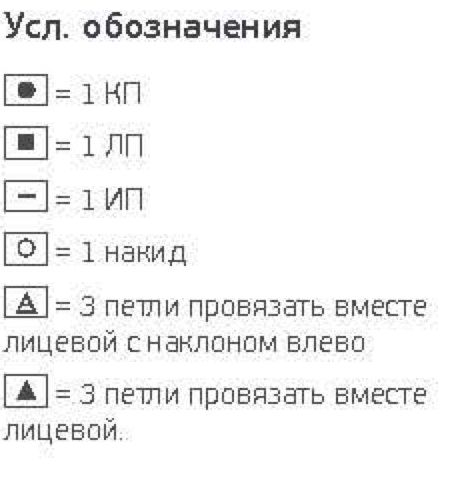 Усл. обозначения
= 1 КП
= 1 ЛП
= 1 ИП
= 1 накид
= 3 петли провязать вместе
лицевой с наклоном влево
= 3 петли провязать вместе
лицевой.